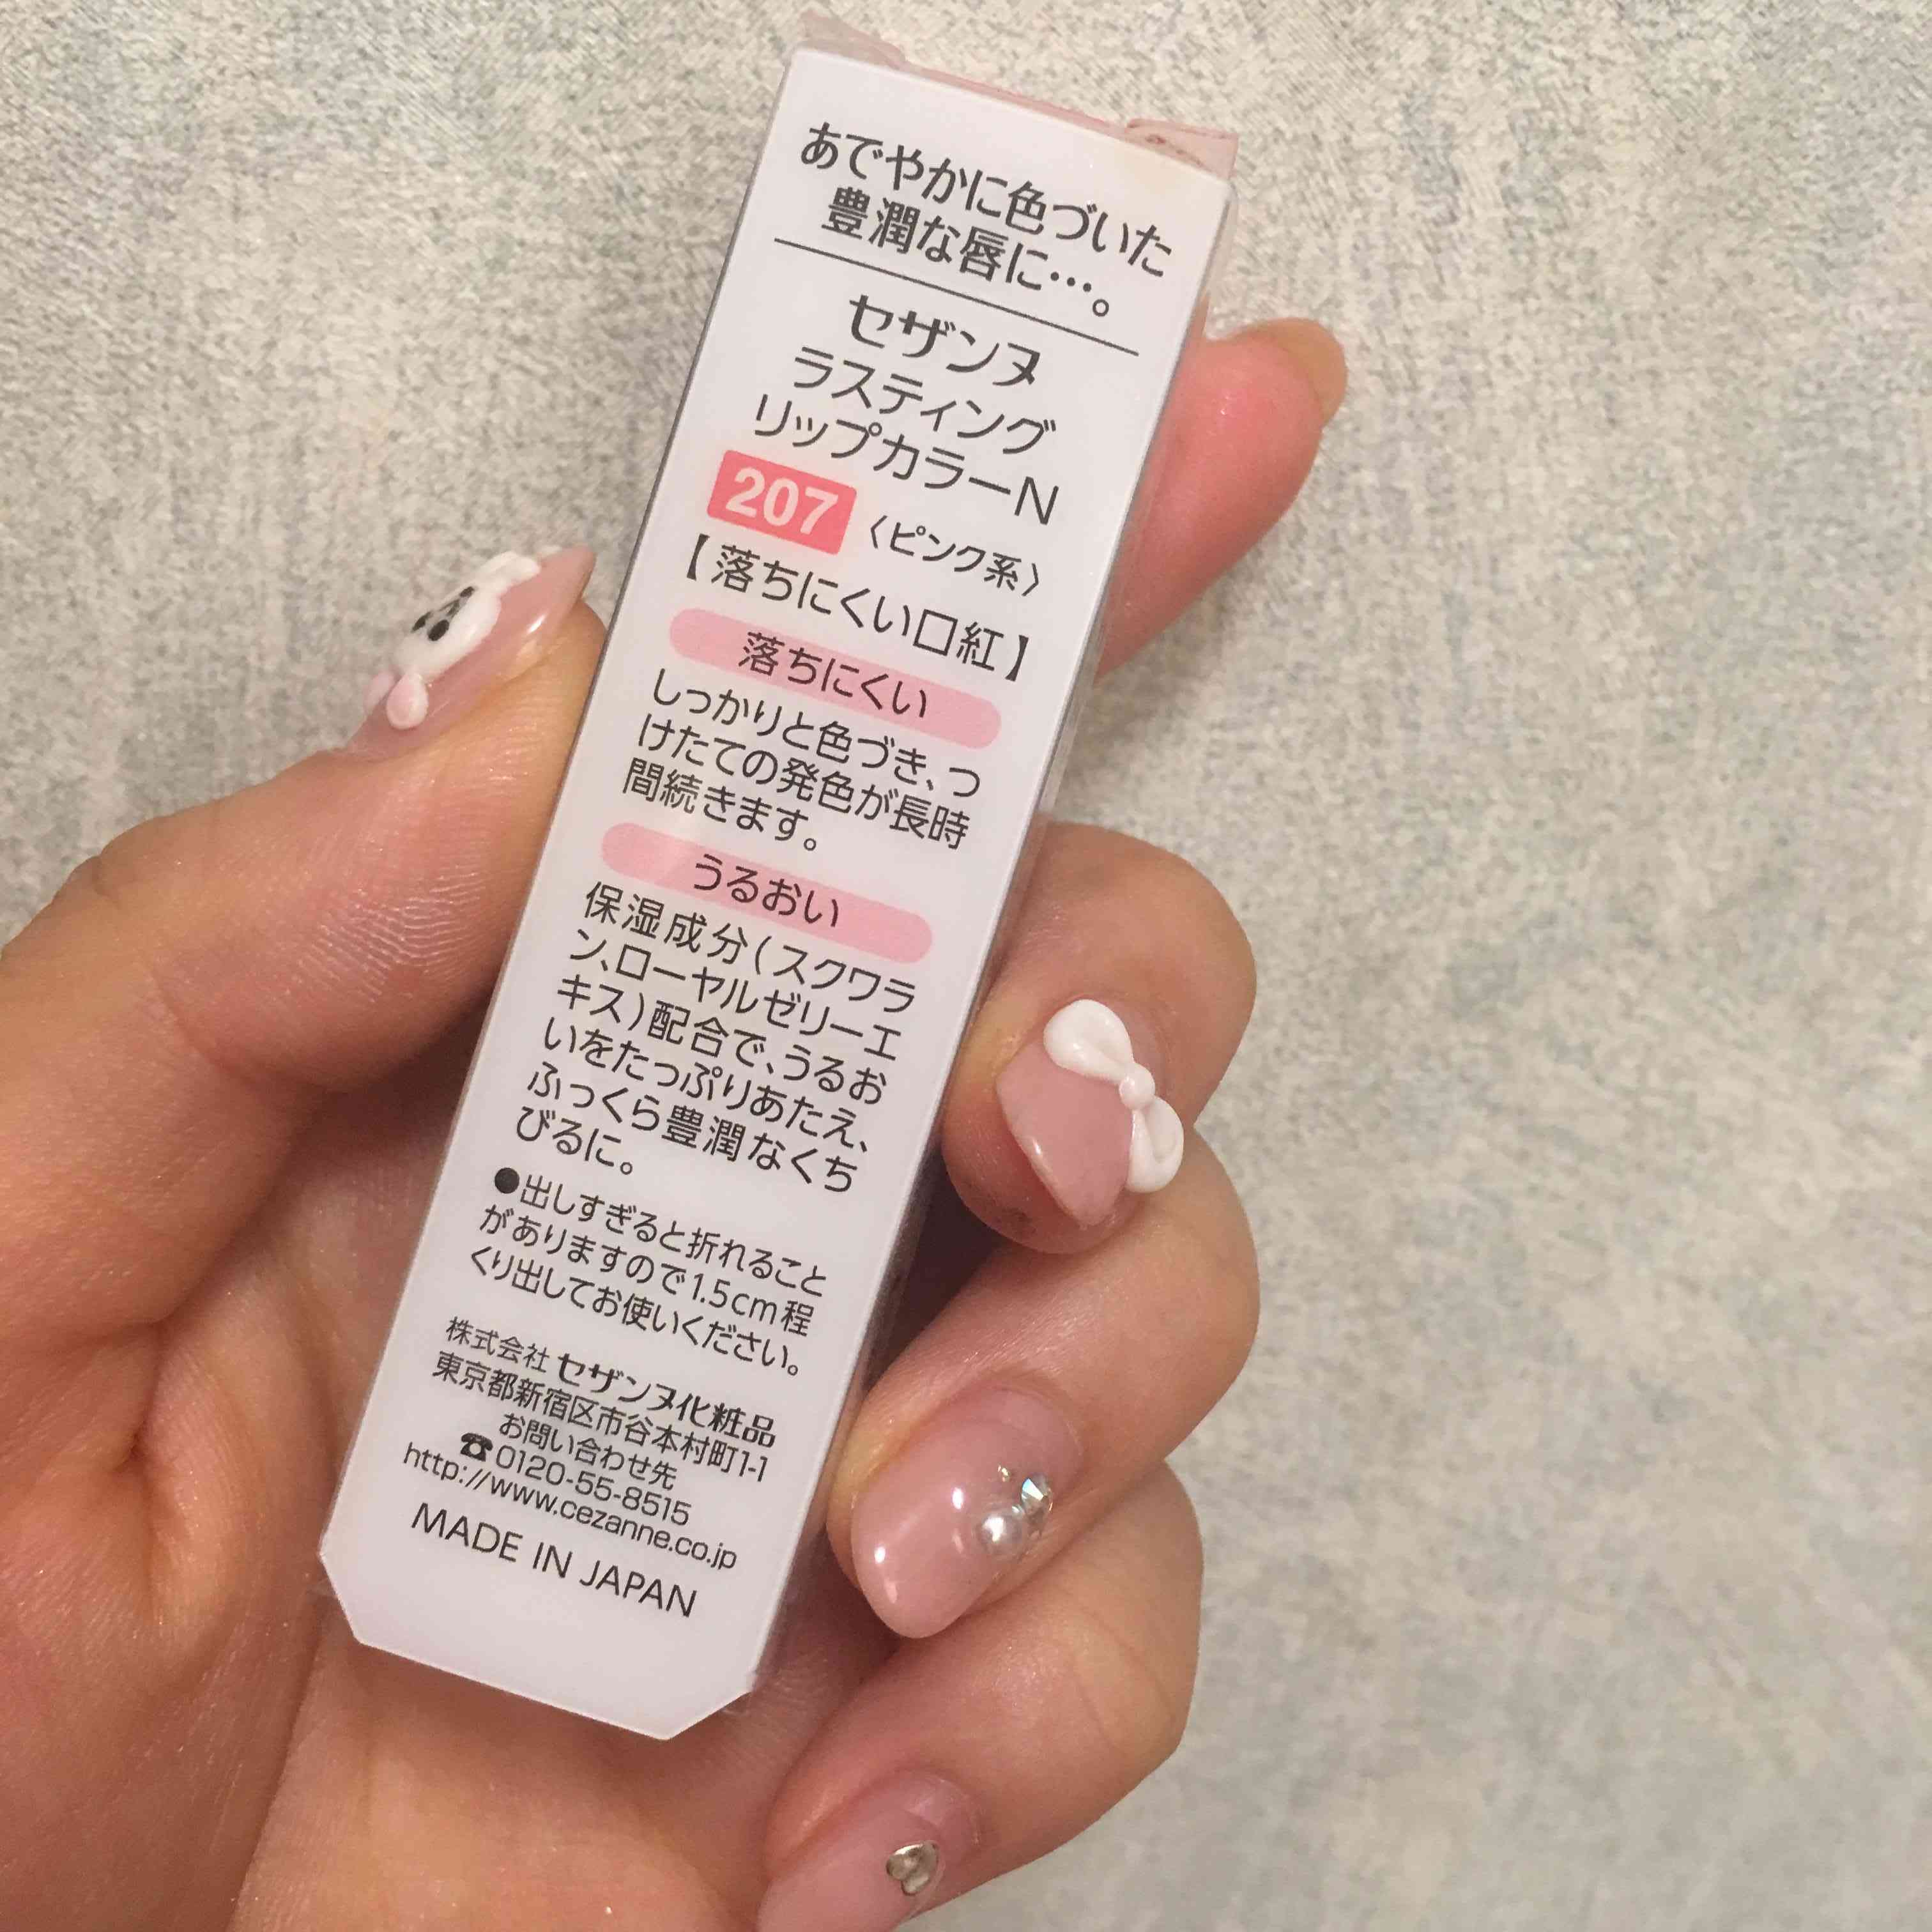 あでやかに色づいた
豊潤な唇に…。
セザンヌ
ラスティング
リップカラーN
207 〈ピンク系〉
【落ちにくい口紅】
落ちにくい
しっかりと色づき、つ
けたての発色が長時
間続きます。
うるおい
保湿成分(スクワラ
ン、ローヤルゼリーエ
キス)配合で、うるお
いをたっぷりあたえ、
ふっくら豊潤なくち
びるに。
●出しすぎると折れること
がありますので1.5cm程
くり出してお使いください。
株式会社 セザンヌ化粧品
東京都新宿区市谷本村町1-1
お問い合わせ先
☎0120-55-8515
http://www.cezanne.co.jp
MADE IN JAPAN